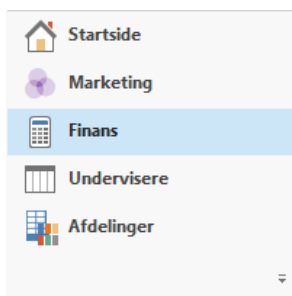 Startside
Marketing
Finans
Undervisere
Afdelinger